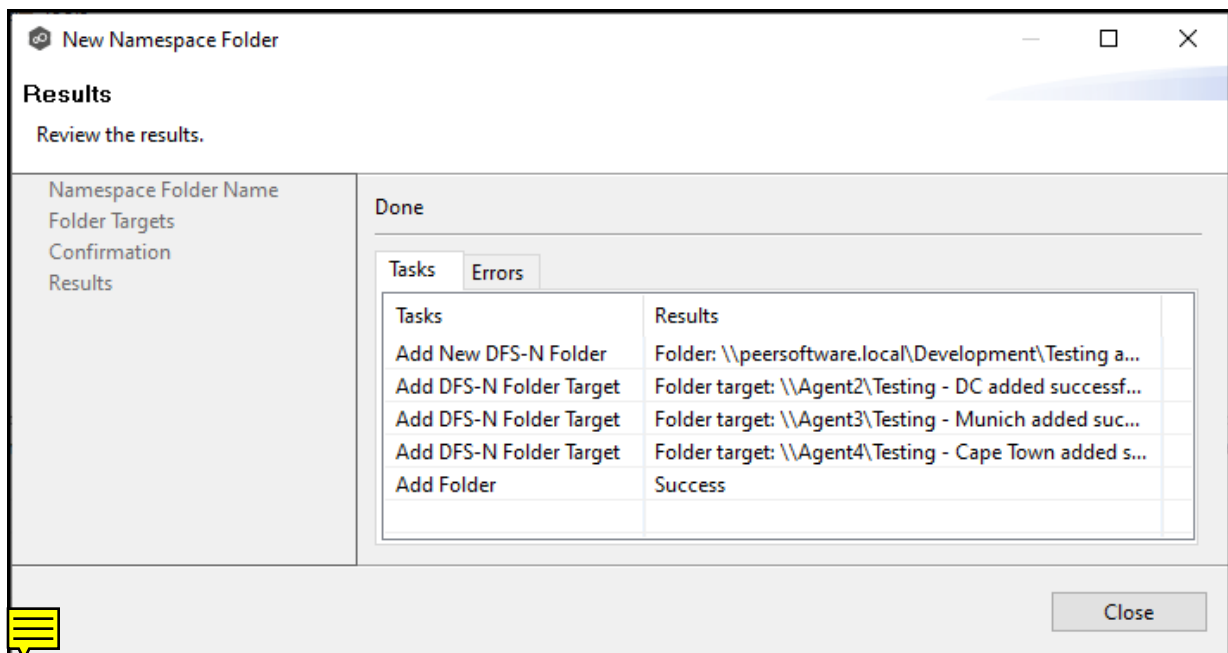 New Namespace Folder
Results
Review the results.
Namespace Folder Name
Folder Targets
Confirmation
Results
Done
Tasks Errors
Tasks Results
Add New DFS-N Folder Folder: \\peersoftware.local\Development\Testing a...
Add DFS-N Folder Target Folder target: \\Agent2\Testing - DC added successf...
Add DFS-N Folder Target Folder target: \\Agent3\Testing - Munich added suc...
Add DFS-N Folder Target Folder target: \\Agent4\Testing - Cape Town added s...
Add Folder Success
Close